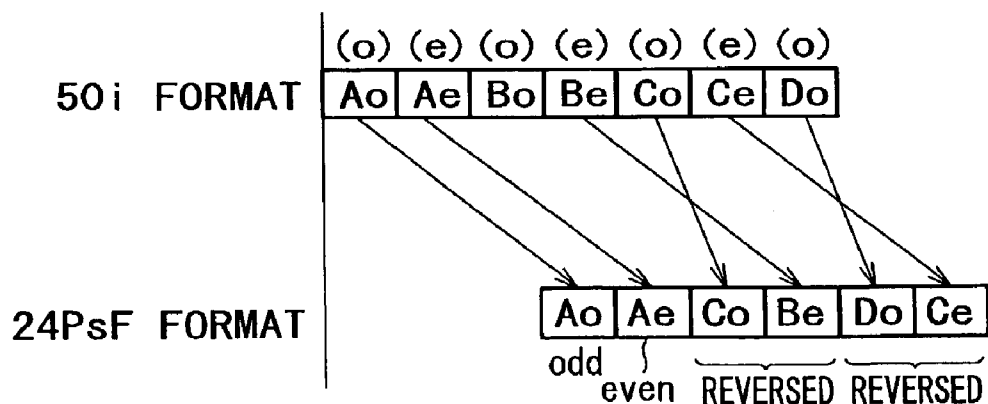 (o) (e) (o) (e) (o) (e) (o)
50i FORMAT Ao Ae Bo Be Co Ce Do
24PsF FORMAT Ao Ae Co Be Do Ce
odd even REVERSED REVERSED